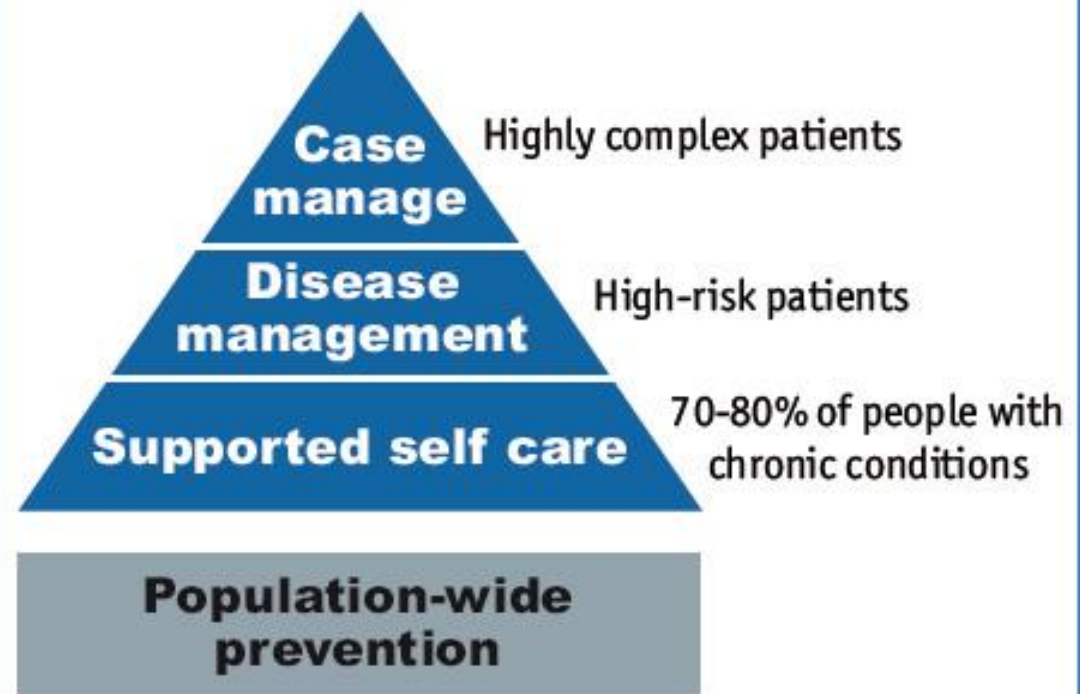 Case
manage
Highly complex patients
Disease
management
High-risk patients
Supported self care
70-80% of people with
chronic conditions
Population-wide
prevention